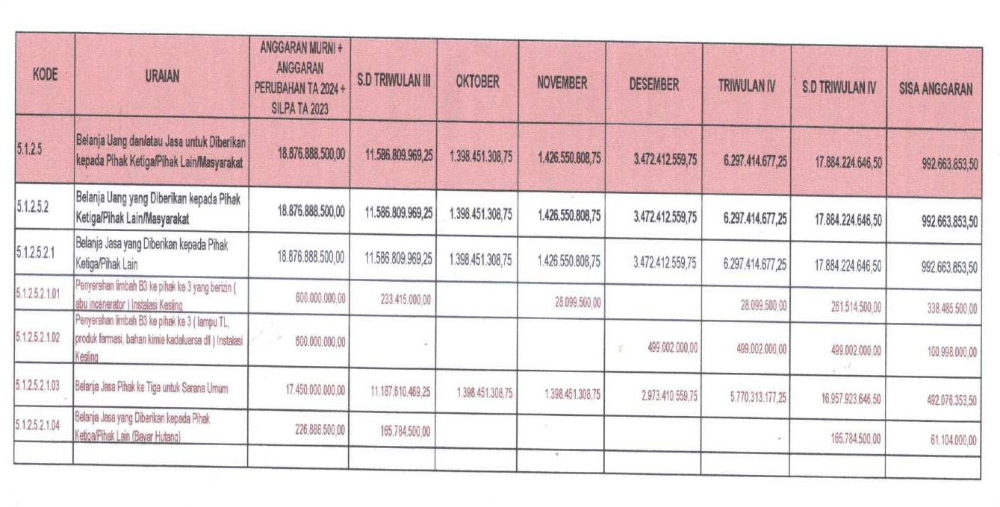 KODE
URAIAN
ANGGARAN MURNI +
ANGGARAN
PERUBAHAN TA 2024 +
SILPA TA 2023
S.D TRIWULAN III
OKTOBER
NOVEMBER
DESEMBER
TRIWULAN IV
S.D TRIWULAN IV
SISA ANGGARAN
5.1.2.5
Belanja Uang dan/atau Jasa untuk Diberikan
kepada Pihak Ketiga/Pihak Lain/Masyarakat
18.876.888.500,00
11.586.809.969,25
1.398.451.308,75
1.426.550.808,75
3.472.412.559,75
6.297.414.677,25
17.884.224.646,50
992.663.853,50
5.1.2.5.2
Belanja Uang yang Diberikan kepada Pihak
Ketiga/Pihak Lain/Masyarakat
18.876.888.500,00
11.586.809.969,25
1.398.451.308,75
1.426.550.808,75
3.472.412.559,75
6.297.414.677,25
17.884.224.646,50
992.663.853,50
5.1.2.5.2.1
Belanja Jasa yang Diberikan kepada Pihak
Ketiga/Pihak Lain
18.876.888.500,00
11.586.809.969,25
1.398.451.308,75
1.426.550.808,75
3.472.412.559,75
6.297.414.677,25
17.884.224.646,50
992.663.853,50
5.1.2.5.2.1.01
Penyerahan limbah B3 ke pihak ke 3 yang berizin (
abu incenerator ) Instalasi Kesling
600.000.000,00
233.415.000,00
28.099.500,00
28.099.500,00
261.514.500,00
338.485.500,00
5.1.2.5.2.1.02
Penyerahan limbah B3 ke pihak ke 3 ( lampu TL,
produk farmasi, bahan kimia kadaluarsa dll ) Instalasi
Kesling
600.000.000,00
-
499.002.000,00
499.002.000,00
499.002.000,00
100.998.000,00
5.1.2.5.2.1.03
Belanja Jasa Pihak ke Tiga untuk Sarana Umum
17.450.000.000,00
11.187.610.469,25
1.398.451.308,75
1.398.451.308,75
2.973.410.559,75
5.770.313.177,25
16.957.923.646,50
492.076.353,50
5.1.2.5.2.1.04
Belanja Jasa yang Diberikan kepada Pihak
Ketiga/Pihak Lain (Bayar Hutang)
226.888.500,00
165.784.500,00
-
165.784.500,00
61.104.000,00